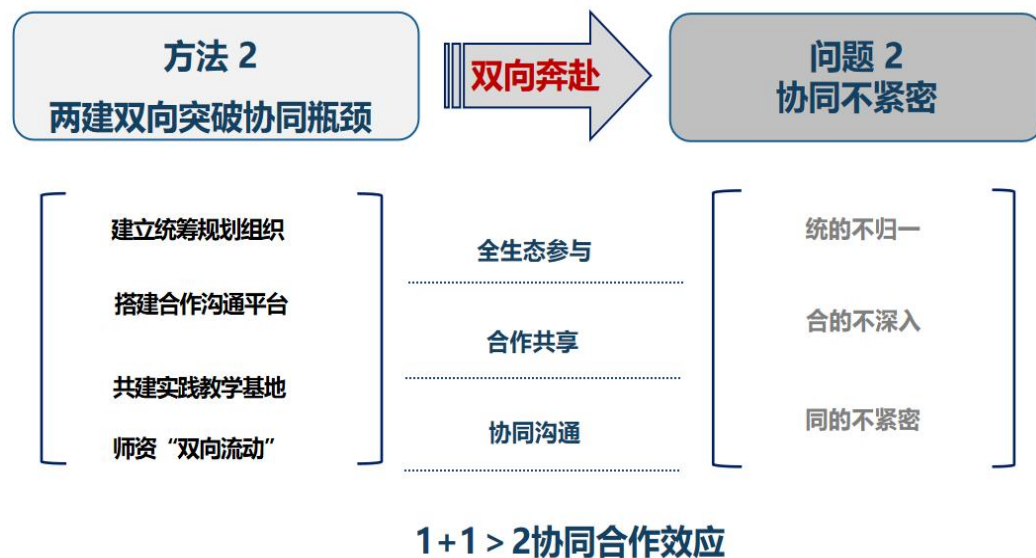 方法 2
两建双向突破协同瓶颈
双向奔赴
问题 2
协同不紧密
建立统筹规划组织
搭建合作沟通平台
共建实践教学基地
师资“双向流动”
全生态参与
合作共享
协同沟通
统的不归一
合的不深入
同的不紧密
1+1＞2协同合作效应